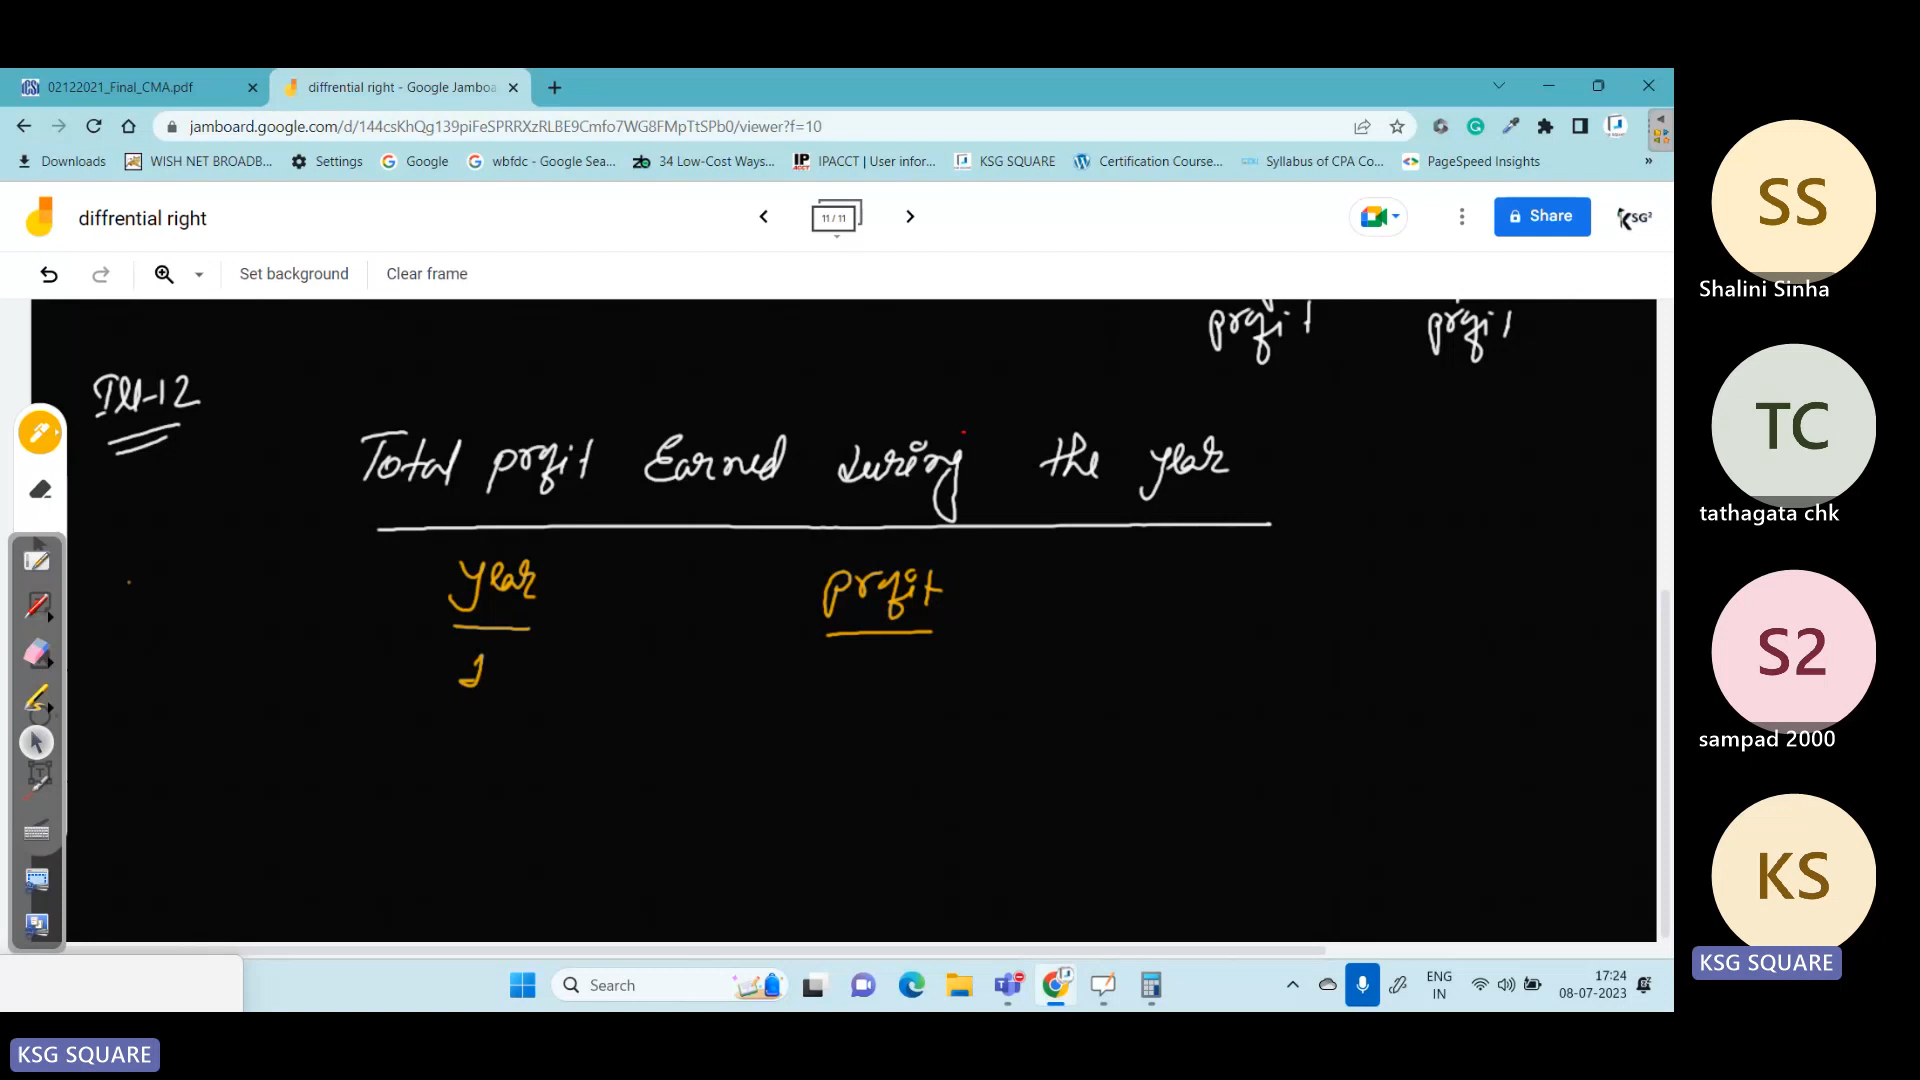 02122021_Final_CMA.pdf
diffrential right - Google Jamboa
jamboard.google.com/d/144csKhQg139piFeSPRRXzRLBE9Cmfo7WG8FMpTtSPb0/viewer?f=10
Downloads WISH NET BROADB... Settings Google wbfdc - Google Sea... 34 Low-Cost Ways... IPACCT | User infor... KSG SQUARE Certification Course... Syllabus of CPA Co... PageSpeed Insights »
diffrential right
11 / 11
Share
KSG²
Set background Clear frame
profit profit
Ill-12
Total profit Earned during the year
year profit
1
SS
Shalini Sinha
TC
tathagata chk
S2
sampad 2000
KS
KSG SQUARE
Search
ENG
IN
17:24
08-07-2023
KSG SQUARE